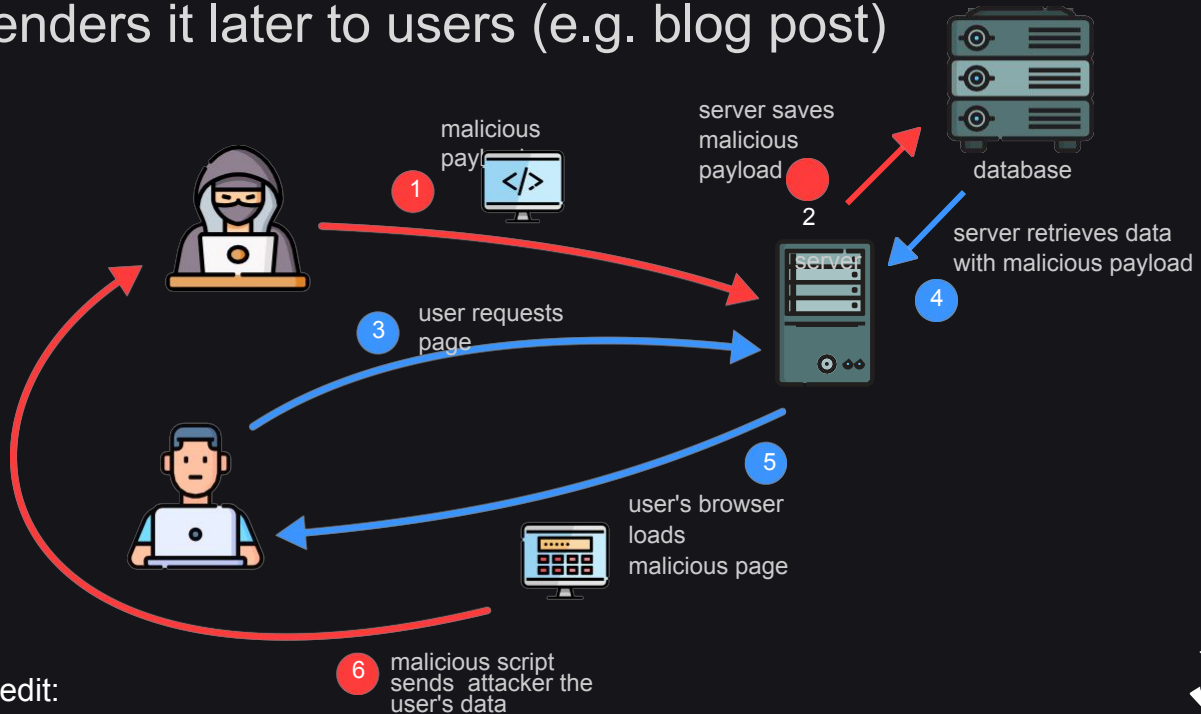 enders it later to users (e.g. blog post)
malicious
1
</>
server saves
malicious
payload
2
database
server
server retrieves data
with malicious payload
4
3
user requests
page
5
user's browser
loads
malicious page
6
malicious script
sends  attacker the
user's data
edit: